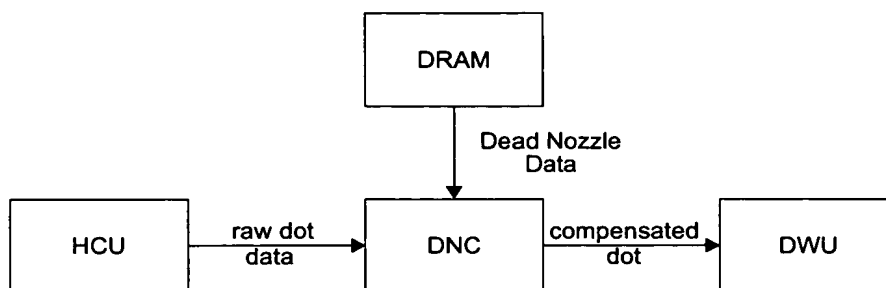 DRAM
Dead Nozzle
Data
HCU
raw dot
data
DNC
compensated
dot
DWU